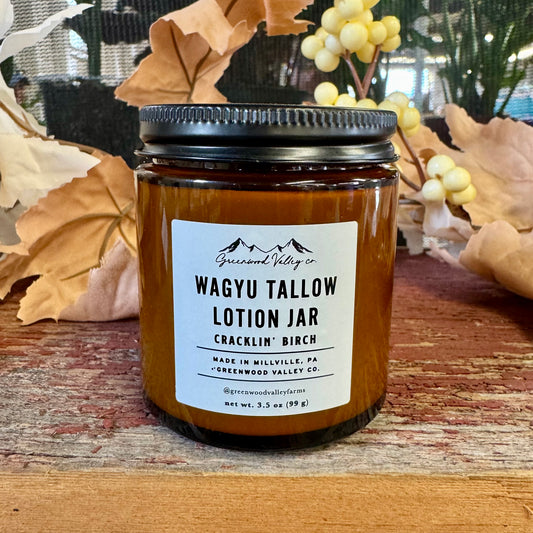 Greenwood Valley co.
WAGYU TALLOW
LOTION JAR
CRACKLIN' BIRCH
MADE IN MILLVILLE, PA
·'GREENWOOD VALLEY CO.
@greenwoodvalleyfarms
net wt. 3.5 oz (99 g)